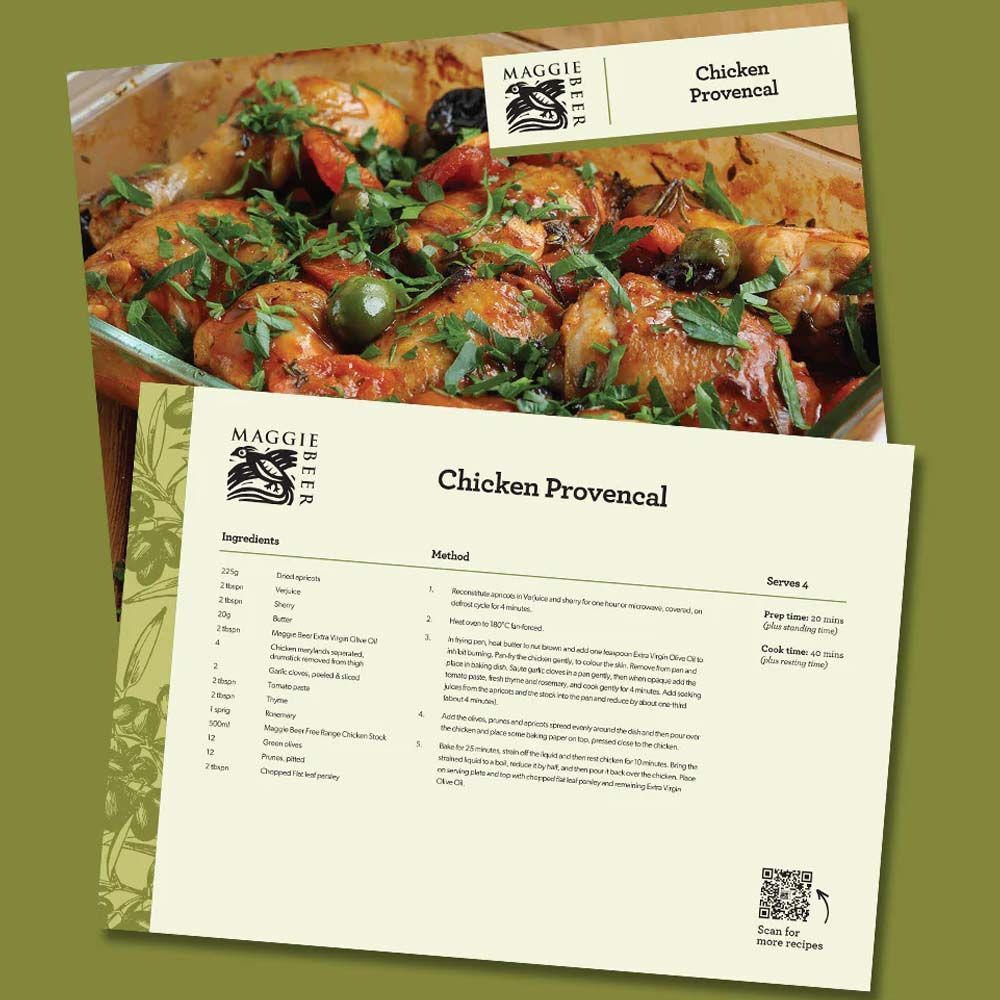 MAGGIE
BEER
Chicken
Provencal
MAGGIE
BEER
Chicken Provencal
Ingredients
225g Dried apricots
2 tbspn Verjuice
2 tbspn Sherry
20g Butter
2 tbspn Maggie Beer Extra Virgin Olive Oil
4 Chicken marylands seperated,
drumstick removed from thigh
2 Garlic cloves, peeled & sliced
2 tbspn Tomato paste
2 tbspn Thyme
1 sprig Rosemary
500ml Maggie Beer Free Range Chicken Stock
12 Green olives
12 Prunes, pitted
2 tbspn Chopped flat leaf parsley
Method
1. Reconstitute apricots in Verjuice and sherry for one hour or microwave, covered, on
defrost cycle for 4 minutes.
2. Heat oven to 180°C fan-forced.
3. In frying pan, heat butter to nut brown and add one teaspoon Extra Virgin Olive Oil to
inhibit burning. Pan-fry the chicken gently, to colour the skin. Remove from pan and
place in baking dish. Saute garlic cloves in a pan gently, then when opaque add the
tomato paste, fresh thyme and rosemary, and cook gently for 4 minutes. Add soaking
juices from the apricots and the stock into the pan and reduce by about one-third
(about 4 minutes).
4. Add the olives, prunes and apricots spread evenly around the dish and then pour over
the chicken and place some baking paper on top, pressed close to the chicken.
5. Bake for 25 minutes, strain off the liquid and then rest chicken for 10 minutes. Bring the
strained liquid to a boil, reduce it by half, and then pour it back over the chicken. Place
on serving plate and top with chopped flat leaf parsley and remaining Extra Virgin
Olive Oil.
Serves 4
Prep time: 20 mins
(plus standing time)
Cook time: 40 mins
(plus resting time)
Scan for
more recipes